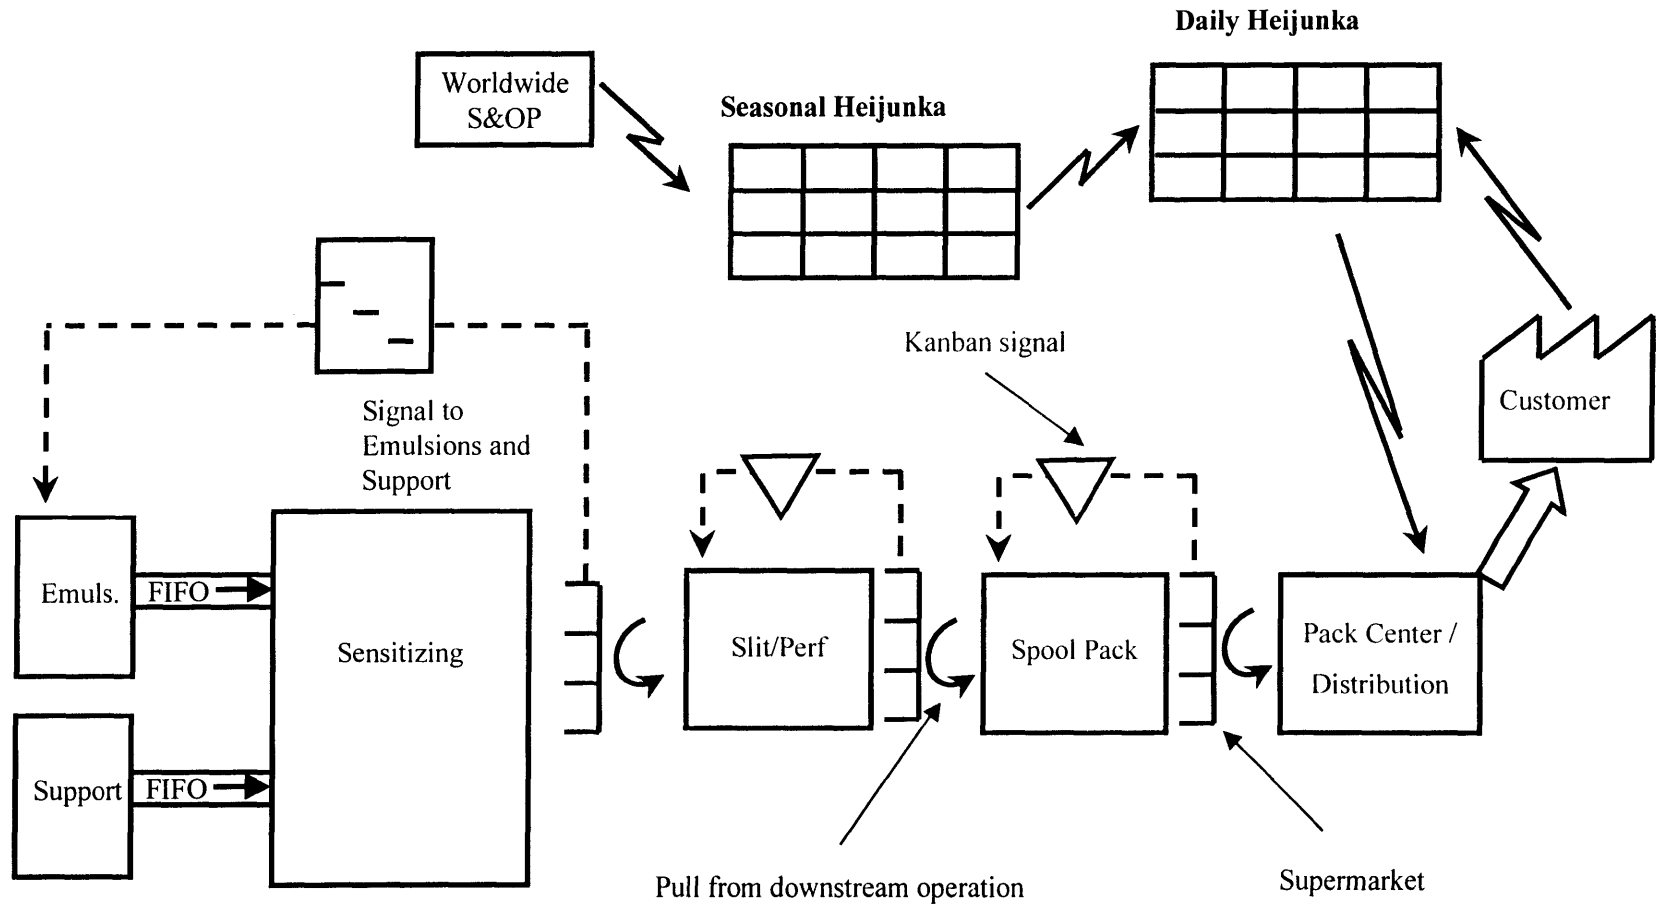 Daily Heijunka
Worldwide
S&OP
Seasonal Heijunka
Kanban signal
Customer
Signal to
Emulsions and
Support
Emuls.
FIFO
Sensitizing
Slit/Perf
Spool Pack
Pack Center /
Distribution
Support
FIFO
Pull from downstream operation
Supermarket